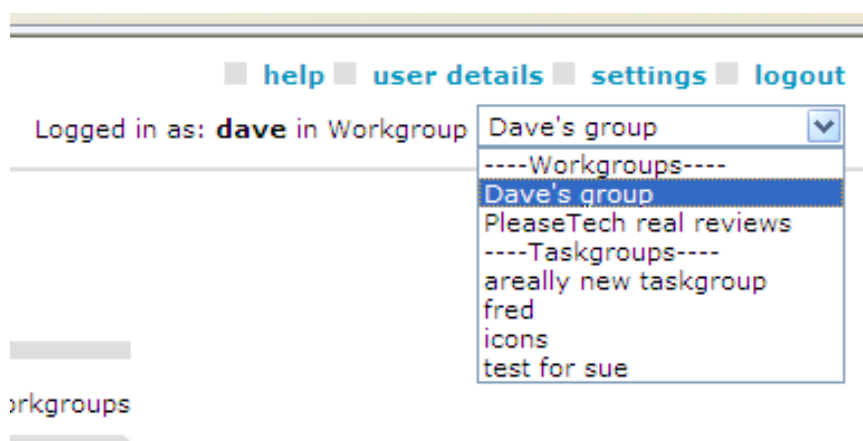 help user details settings logout
Logged in as: dave in Workgroup Dave's group
----Workgroups----
Dave's group
PleaseTech real reviews
----Taskgroups----
areally new taskgroup
fred
icons
test for sue
orkgroups